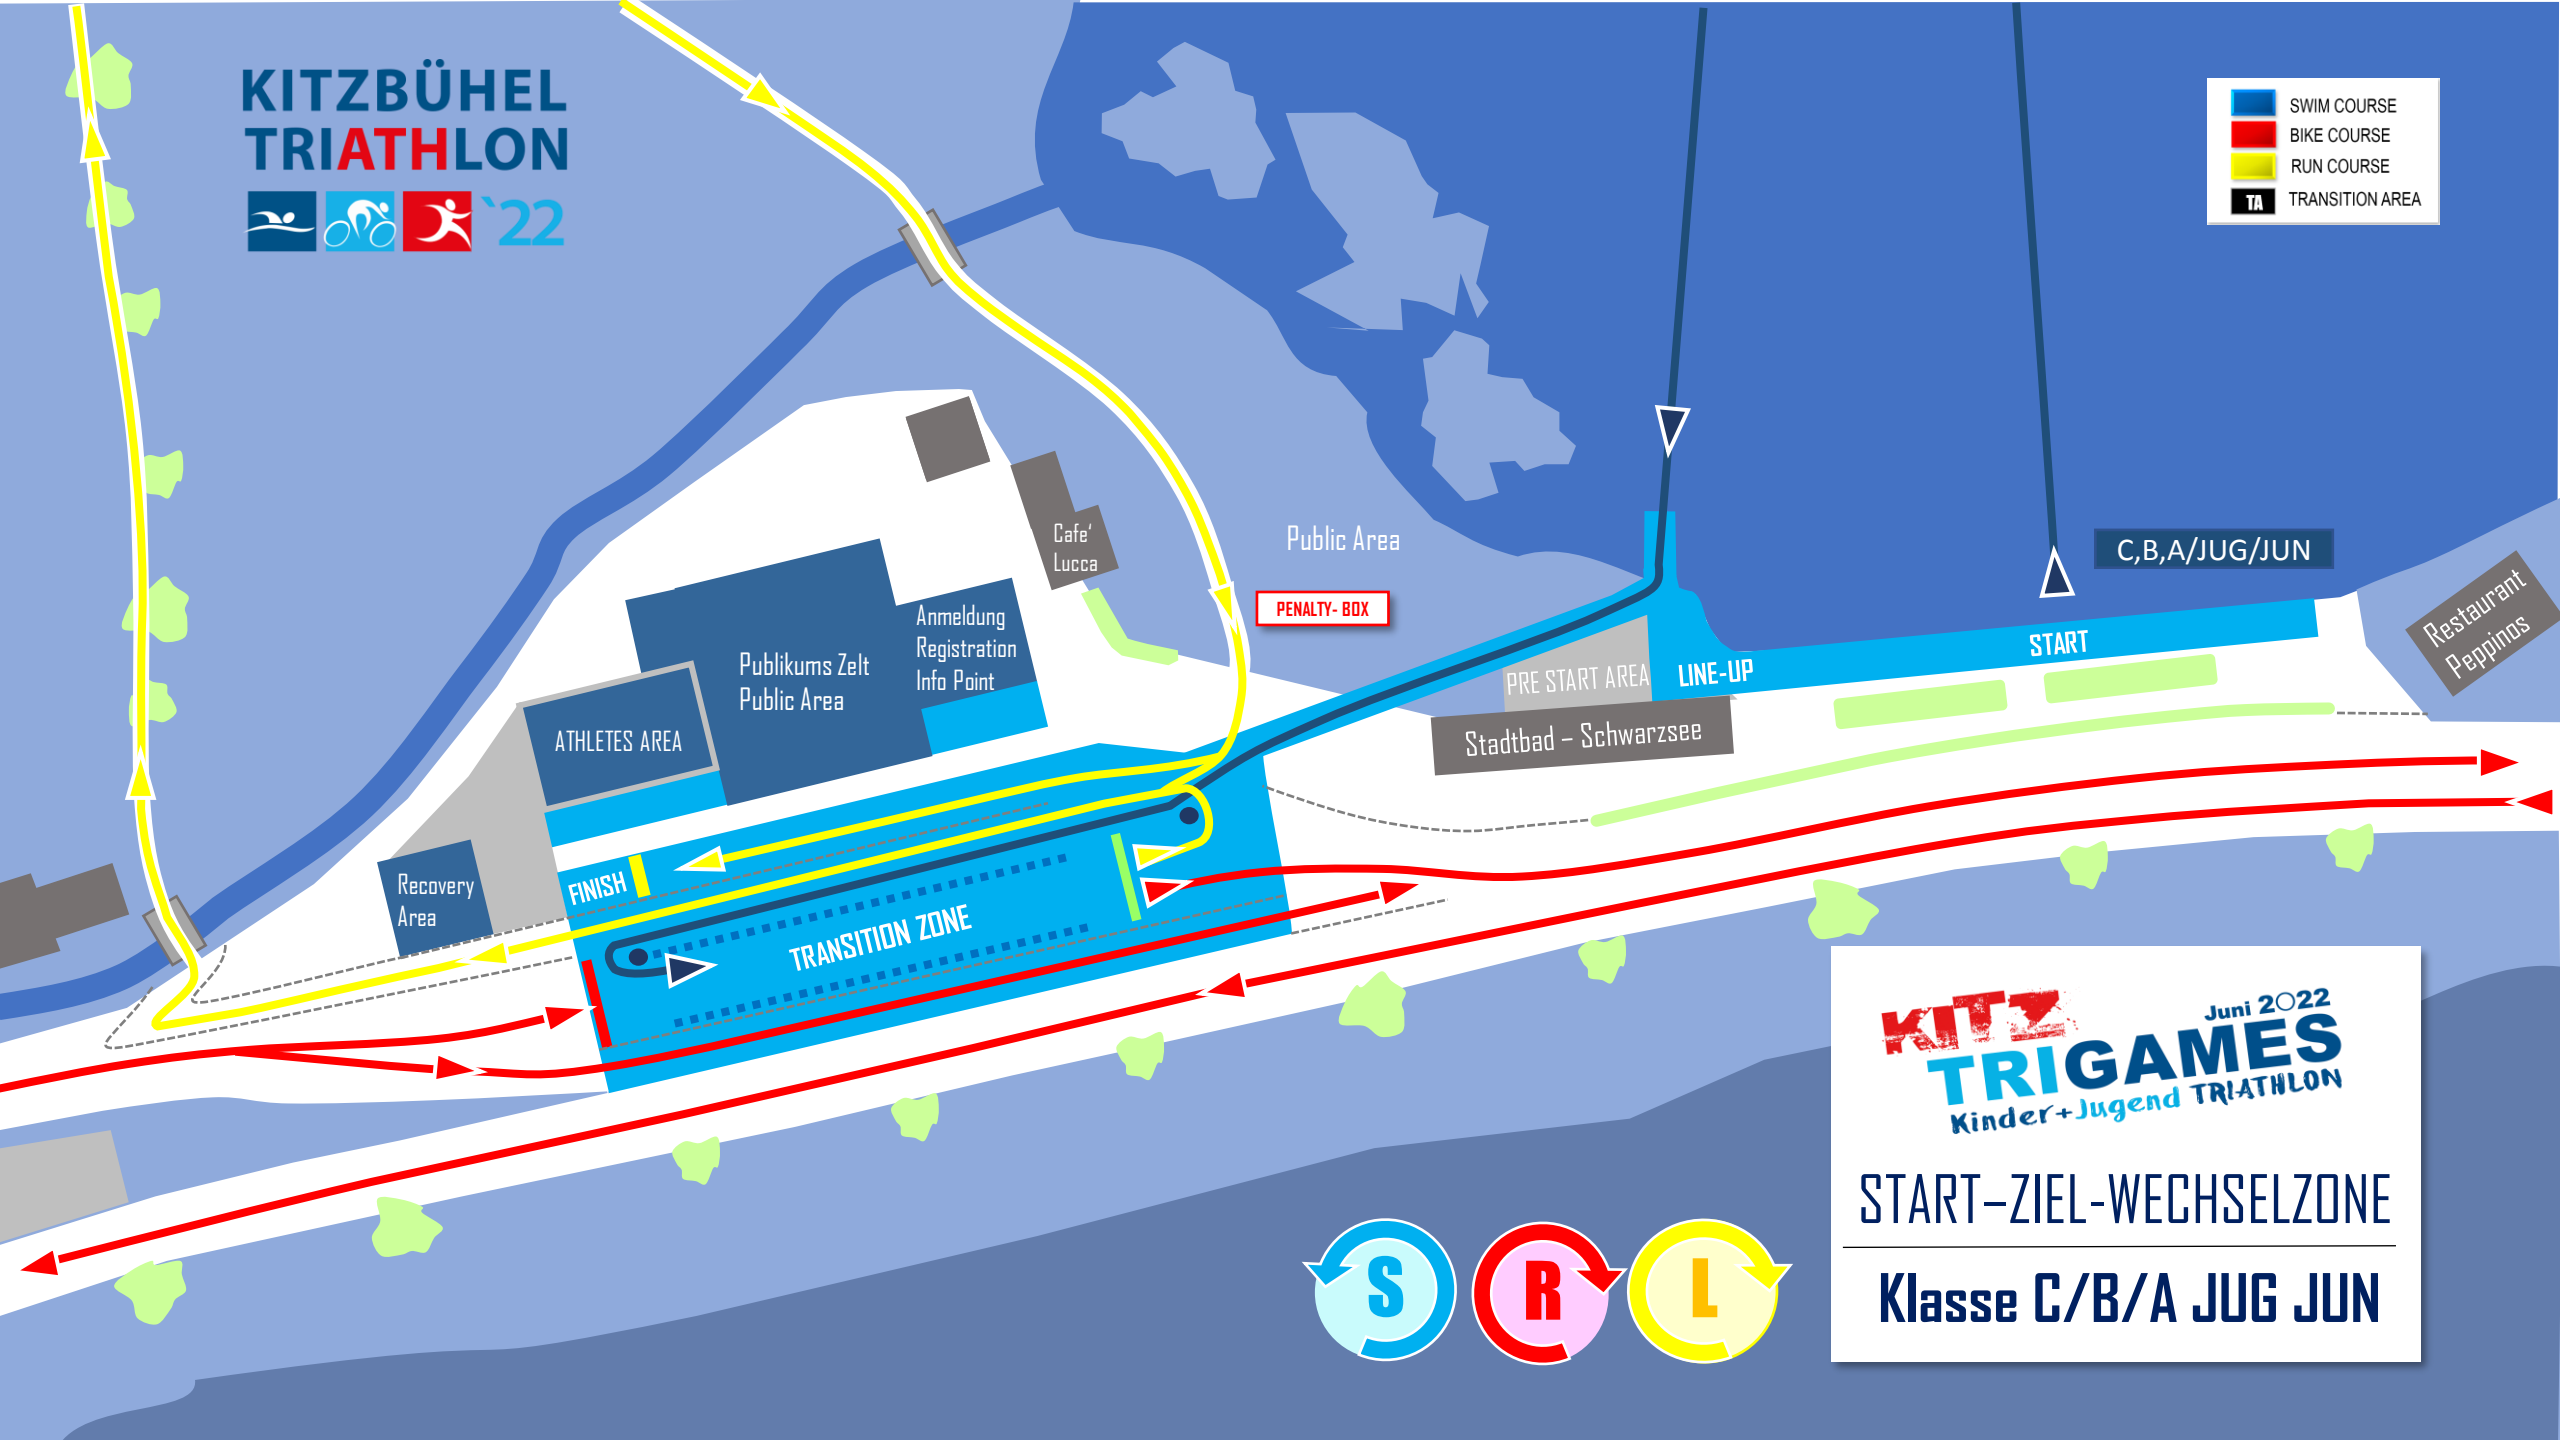 KITZBÜHEL
TRIATHLON
`22
SWIM COURSE
BIKE COURSE
RUN COURSE
TA TRANSITION AREA
C,B,A/JUG/JUN
Public Area
PENALTY- BOX
Cafe‘
Lucca
Anmeldung
Registration
Info Point
Publikums Zelt
Public Area
ATHLETES AREA
Recovery
Area
FINISH
TRANSITION ZONE
PRE START AREA
LINE-UP
START
Stadtbad – Schwarzsee
Restaurant
Peppinos
KITZ
Juni 2022
TRIGAMES
Kinder+Jugend TRIATHLON
START–ZIEL-WECHSELZONE
Klasse C/B/A JUG JUN
S
R
L